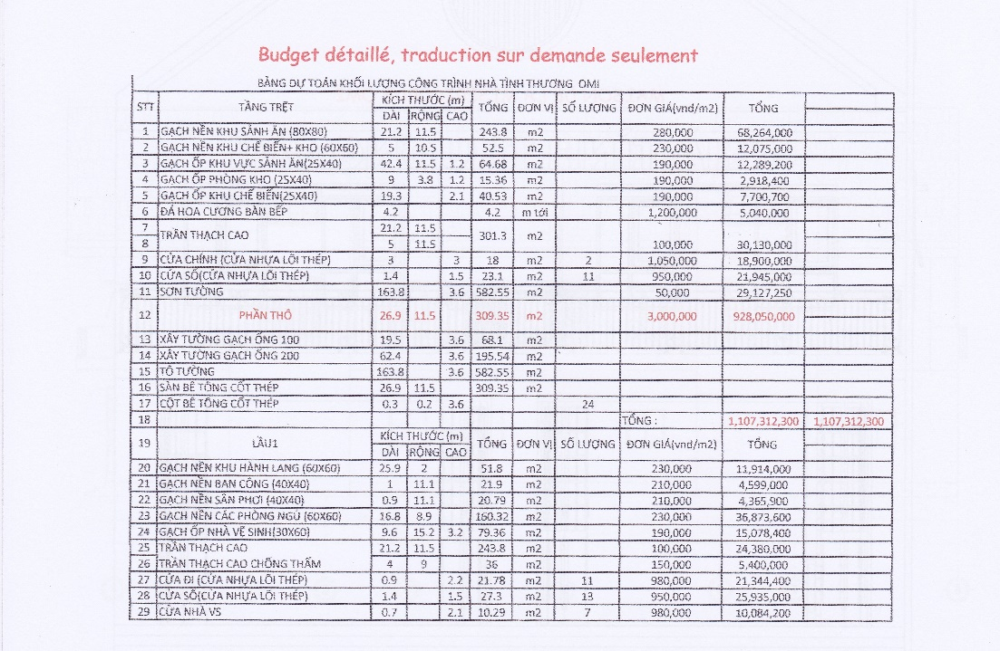 Budget détaillé, traduction sur demande seulement
BẢNG DỰ TOÁN KHỐI LƯỢNG CÔNG TRÌNH NHÀ TÌNH THƯƠNG OMI
STT TẦNG TRỆT KÍCH THƯỚC (m) TỔNG ĐƠN VỊ SỐ LƯỢNG ĐƠN GIÁ(vnd/m2) TỔNG
DÀI RỘNG CAO
1 GẠCH NỀN KHU SẢNH ĂN (80X80) 21.2 11.5 243.8 m2 280,000 68,264,000
2 GẠCH NỀN KHU CHẾ BIẾN+ KHO (60X60) 5 10.5 52.5 m2 230,000 12,075,000
3 GẠCH ỐP KHU VỰC SẢNH ĂN(25X40) 42.4 11.5 1.2 64.68 m2 190,000 12,289,200
4 GẠCH ỐP PHÒNG KHO (25X40) 9 3.8 1.2 15.36 m2 190,000 2,918,400
5 GẠCH ỐP KHU CHẾ BIẾN(25X40) 19.3 2.1 40.53 m2 190,000 7,700,700
6 ĐÁ HOA CƯƠNG BÀN BẾP 4.2 4.2 m tới 1,200,000 5,040,000
7 TRẦN THẠCH CAO 21.2 11.5 301.3 m2
8 5 11.5 100,000 30,130,000
9 CỬA CHÍNH (CỬA NHỰA LÕI THÉP) 3 3 18 m2 2 1,050,000 18,900,000
10 CỬA SỔ(CỬA NHỰA LÕI THÉP) 1.4 1.5 23.1 m2 11 950,000 21,945,000
11 SƠN TƯỜNG 163.8 3.6 582.55 m2 50,000 29,127,250
12 PHẦN THÔ 26.9 11.5 309.35 m2 3,000,000 928,050,000
13 XÂY TƯỜNG GẠCH ỐNG 100 19.5 3.6 68.1 m2
14 XÂY TƯỜNG GẠCH ỐNG 200 62.4 3.6 195.54 m2
15 TÔ TƯỜNG 163.8 3.6 582.55 m2
16 SÀN BÊ TÔNG CỐT THÉP 26.9 11.5 309.35 m2
17 CỘT BÊ TÔNG CỐT THÉP 0.3 0.2 3.6 24
18 TỔNG : 1,107,312,300 1,107,312,300
19 LẦU1 KÍCH THƯỚC (m) TỔNG ĐƠN VỊ SỐ LƯỢNG ĐƠN GIÁ(vnd/m2) TỔNG
DÀI RỘNG CAO
20 GẠCH NỀN KHU HÀNH LANG (60X60) 25.9 2 51.8 m2 230,000 11,914,000
21 GẠCH NỀN BAN CÔNG (40X40) 1 11.1 21.9 m2 210,000 4,599,000
22 GẠCH NỀN SÂN PHƠI (40X40) 0.9 11.1 20.79 m2 210,000 4,365,900
23 GẠCH NỀN CÁC PHÒNG NGỦ (60X60) 16.8 8.9 160.32 m2 230,000 36,873,600
24 GẠCH ỐP NHÀ VỆ SINH(30X60) 9.6 15.2 3.2 79.36 m2 190,000 15,078,400
25 TRẦN THẠCH CAO 21.2 11.5 243.8 m2 100,000 24,380,000
26 TRẦN THẠCH CAO CHỐNG THẤM 4 9 36 m2 150,000 5,400,000
27 CỬA ĐI (CỬA NHỰA LÕI THÉP) 0.9 2.2 21.78 m2 11 980,000 21,344,400
28 CỬA SỔ(CỬA NHỰA LÕI THÉP) 1.4 1.5 27.3 m2 13 950,000 25,935,000
29 CỬA NHÀ VS 0.7 2.1 10.29 m2 7 980,000 10,084,200